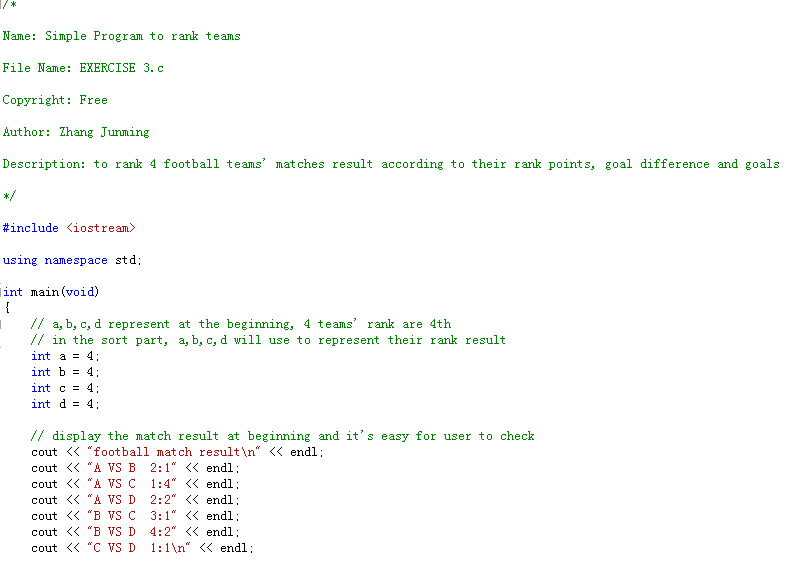 /*
Name: Simple Program to rank teams
File Name: EXERCISE 3.c
Copyright: Free
Author: Zhang Junming
Description: to rank 4 football teams' matches result according to their rank points, goal difference and goals
*/
#include <iostream>
using namespace std;
int main(void)
{
// a,b,c,d represent at the beginning, 4 teams' rank are 4th
// in the sort part, a,b,c,d will use to represent their rank result
int a = 4;
int b = 4;
int c = 4;
int d = 4;
// display the match result at beginning and it's easy for user to check
cout << "football match result\n" << endl;
cout << "A VS B  2:1" << endl;
cout << "A VS C  1:4" << endl;
cout << "A VS D  2:2" << endl;
cout << "B VS C  3:1" << endl;
cout << "B VS D  4:2" << endl;
cout << "C VS D  1:1\n" << endl;